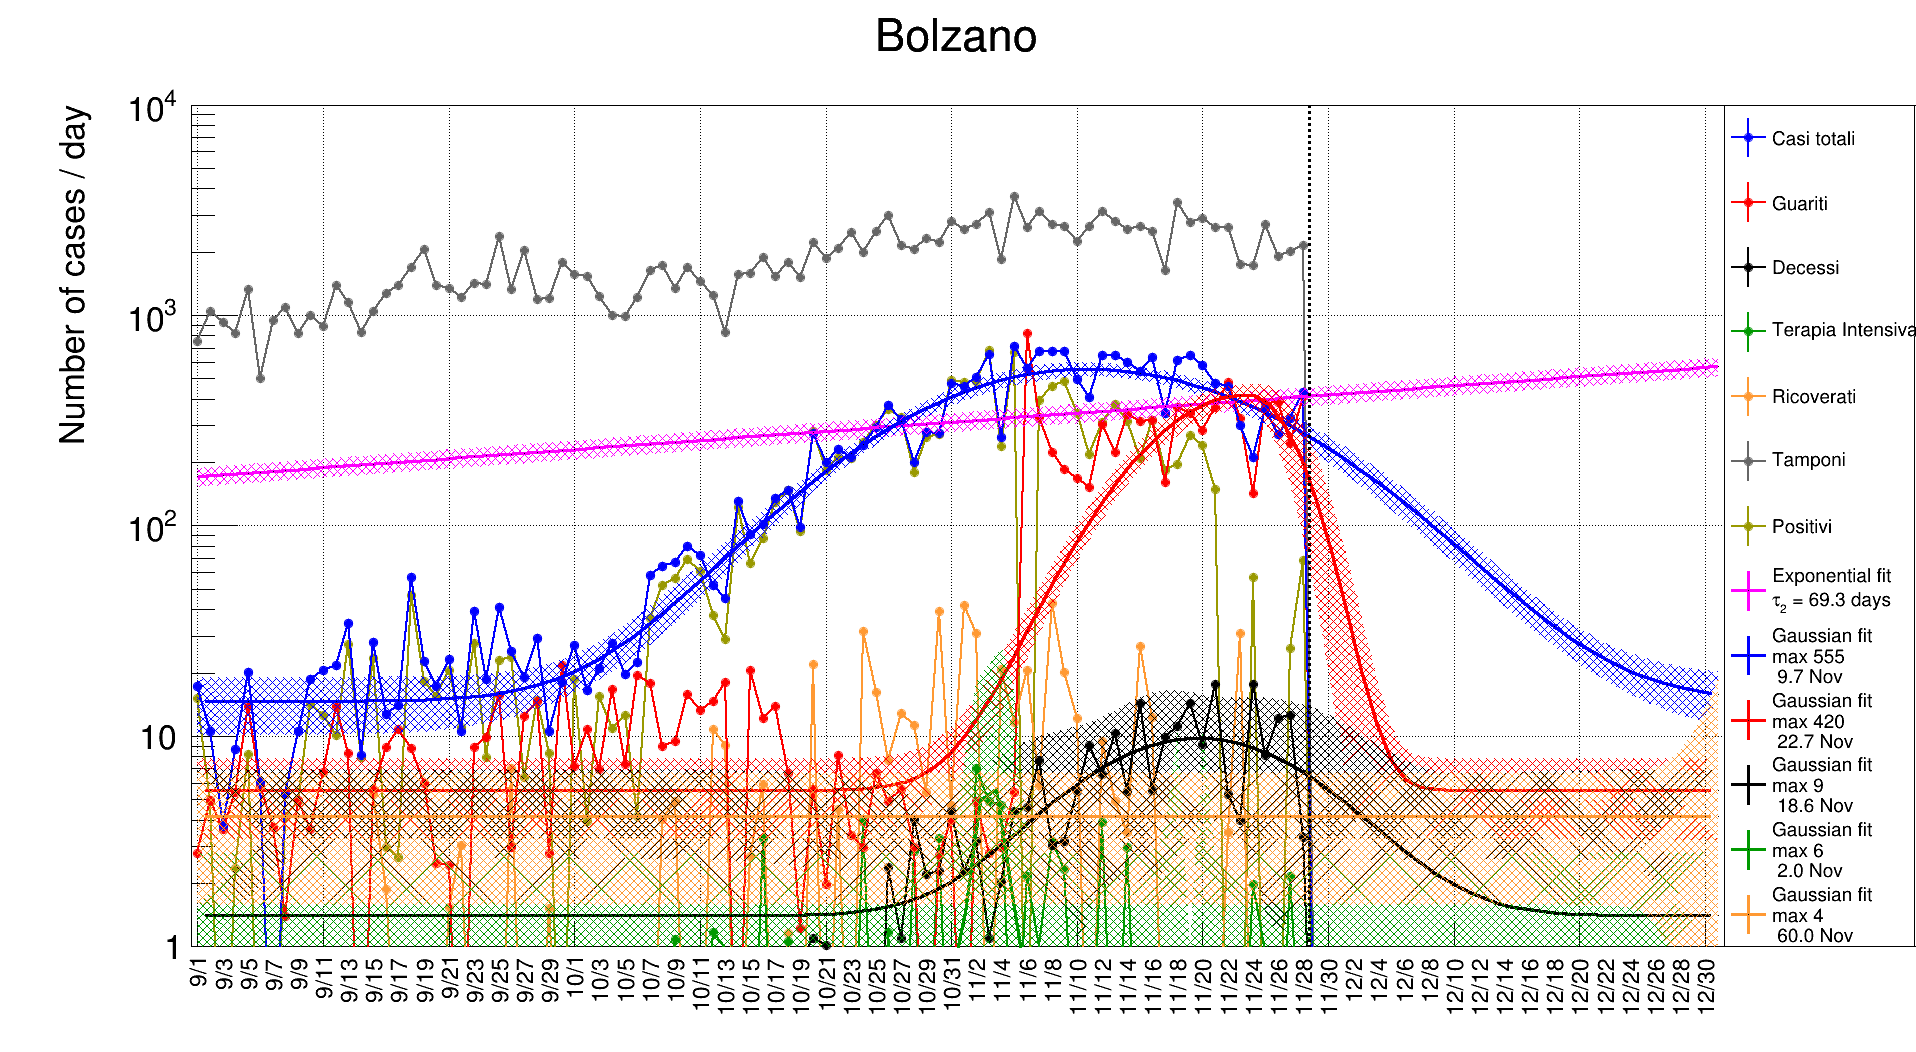 Bolzano
Number of cases / day
10^4
10^3
10^2
10
1
9/1
9/3
9/5
9/7
9/9
9/11
9/13
9/15
9/17
9/19
9/21
9/23
9/25
9/27
9/29
10/1
10/3
10/5
10/7
10/9
10/11
10/13
10/15
10/17
10/19
10/21
10/23
10/25
10/27
10/29
10/31
11/2
11/4
11/6
11/8
11/10
11/12
11/14
11/16
11/18
11/20
11/22
11/24
11/26
11/28
11/30
12/2
12/4
12/6
12/8
12/10
12/12
12/14
12/16
12/18
12/20
12/22
12/24
12/26
12/28
12/30
Casi totali
Guariti
Decessi
Terapia Intensiva
Ricoverati
Tamponi
Positivi
Exponential fit
τ2 = 69.3 days
Gaussian fit
max 555
9.7 Nov
Gaussian fit
max 420
22.7 Nov
Gaussian fit
max 9
18.6 Nov
Gaussian fit
max 6
2.0 Nov
Gaussian fit
max 4
60.0 Nov